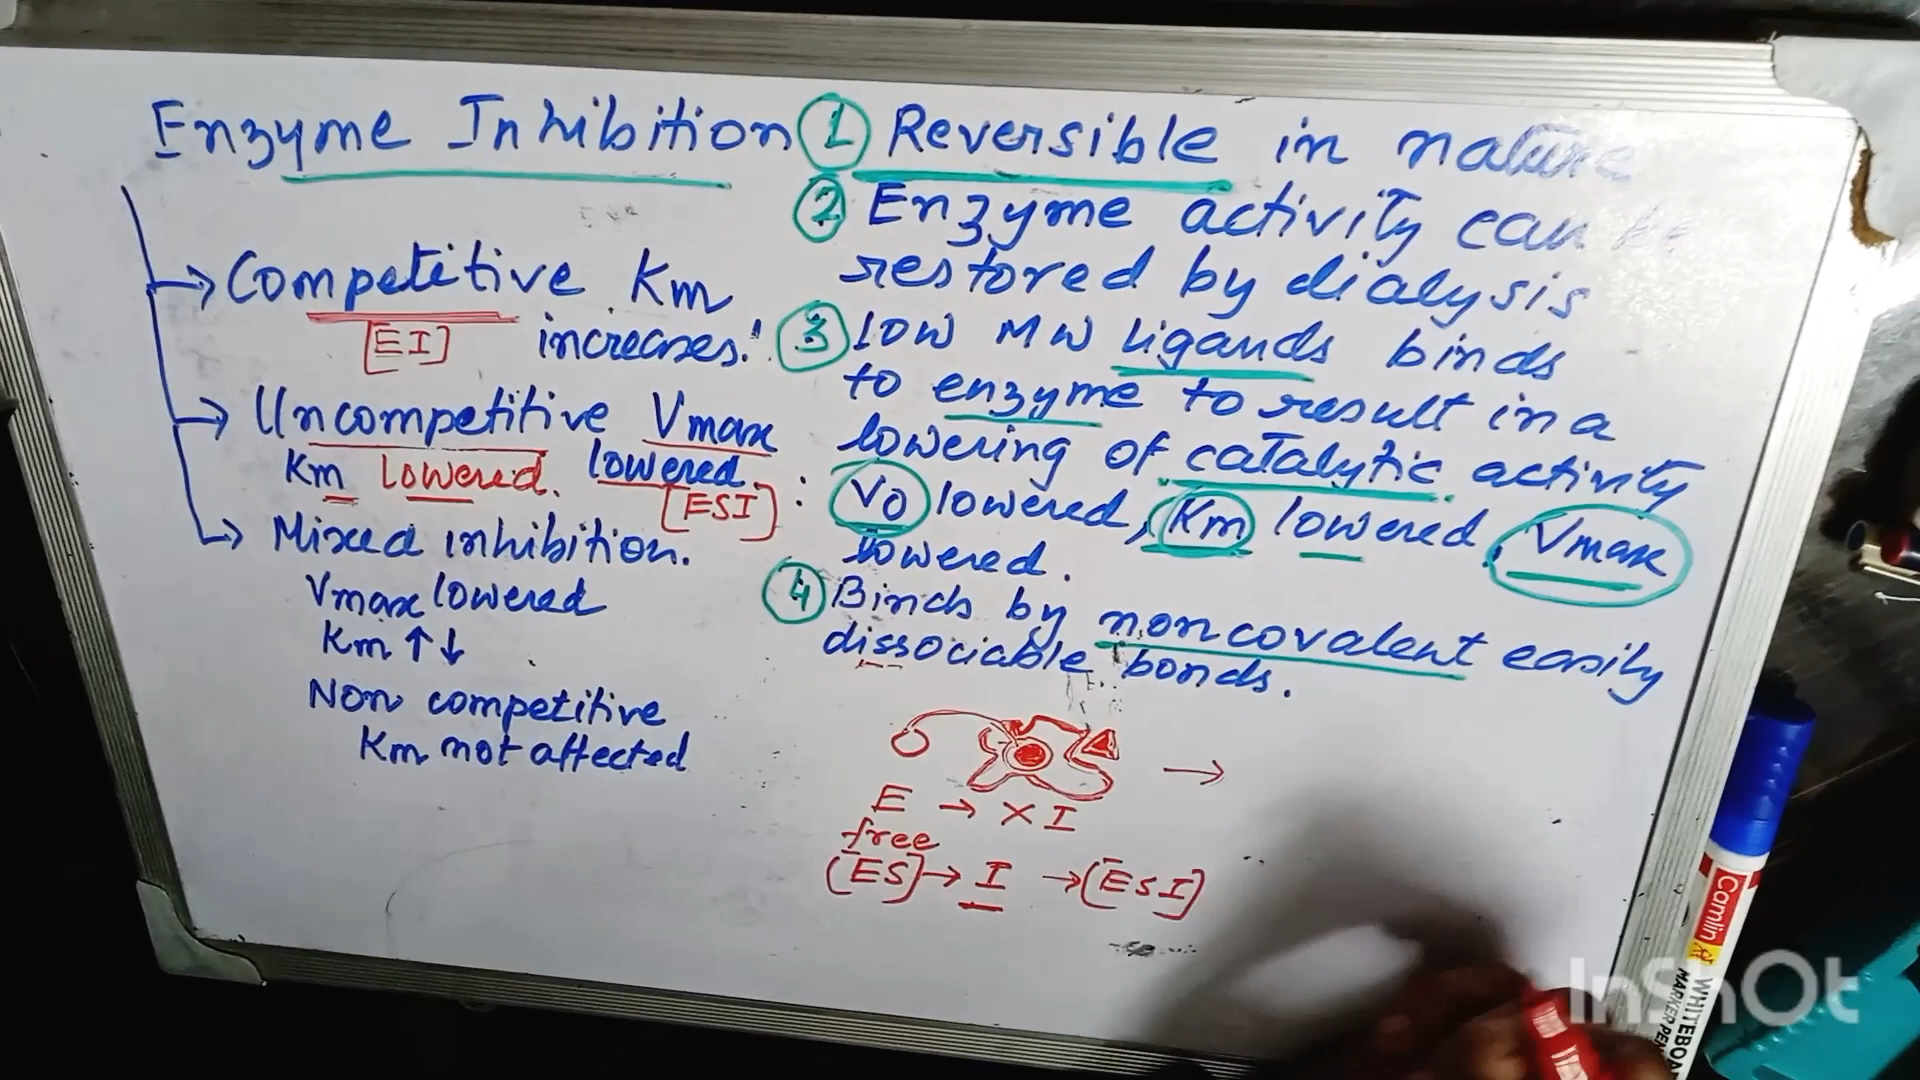 Enzyme Inhibition
→ Competitive Km
[EI] increases.
→ Uncompetitive Vmax
Km lowered. lowered.
[ESI]
→ Mixed inhibition.
Vmax lowered
Km ↑↓
Non competitive
Km not affected
① Reversible in nature
② Enzyme activity can be
restored by dialysis
③ Low MW ligands binds
to enzyme to result in a
lowering of catalytic activity
: Vo lowered, Km lowered, Vmax
lowered.
④ Binds by non covalent easily
dissociable bonds.
→
E → X I
free
[ES] → I → [ESI]
Camlin
WHITEBOA
MARKER PEN
InShOt